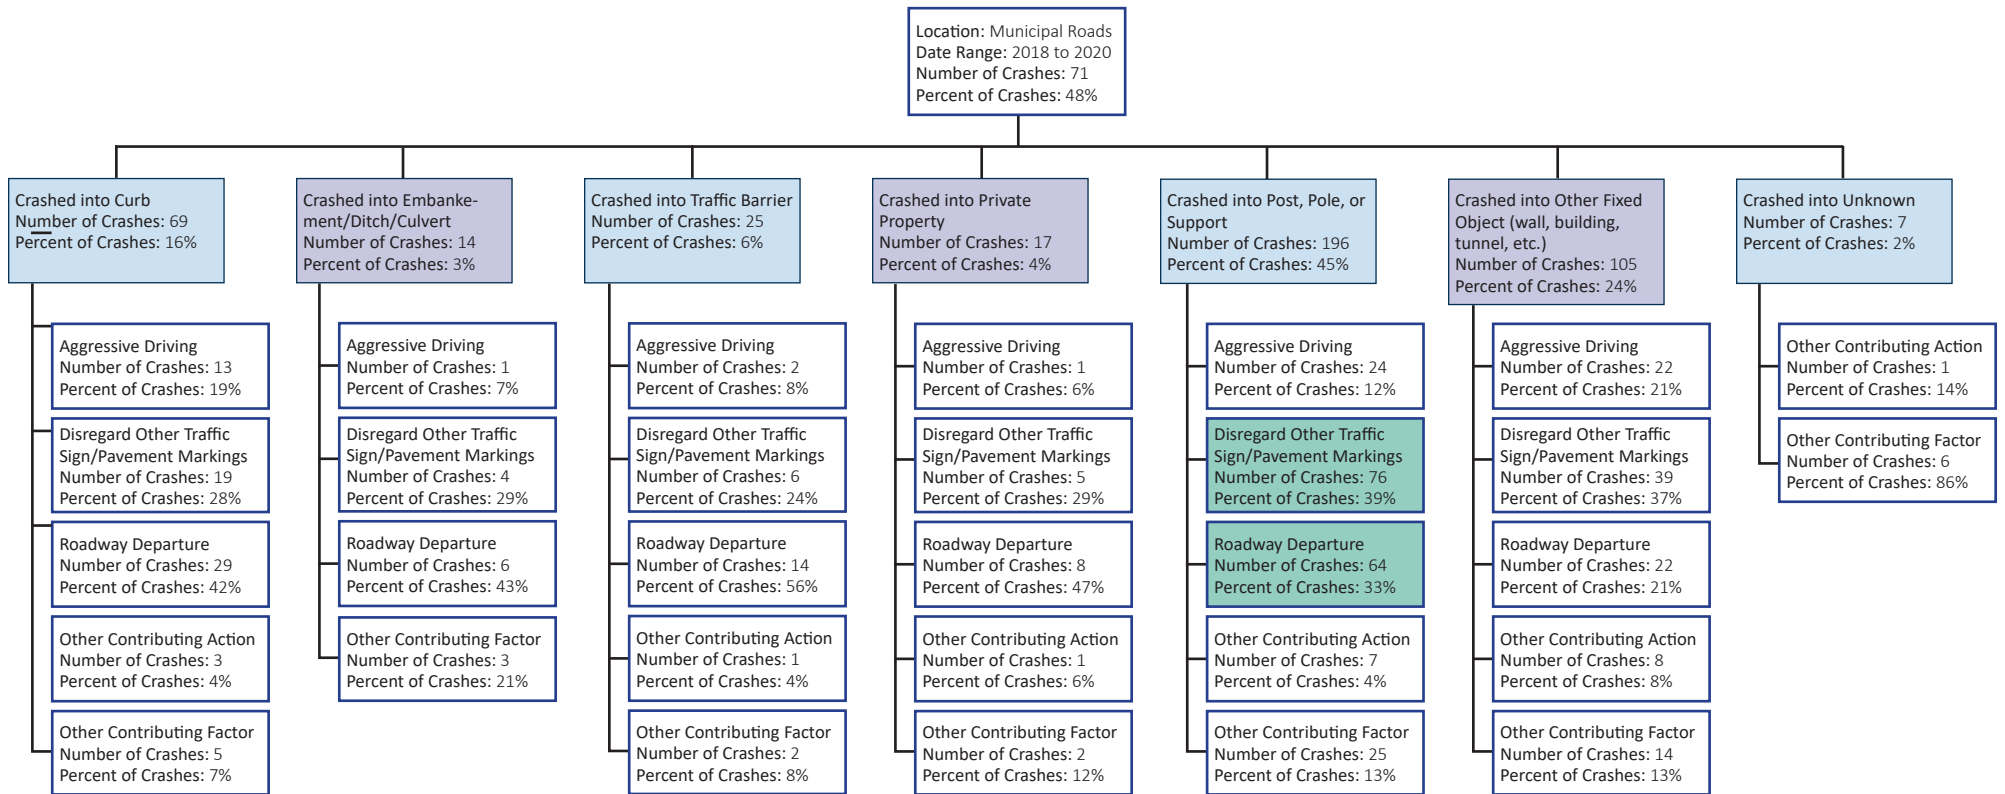 Location: Municipal Roads
Date Range: 2018 to 2020
Number of Crashes: 71
Percent of Crashes: 48%
Crashed into Curb
Number of Crashes: 69
Percent of Crashes: 16%
Aggressive Driving
Number of Crashes: 13
Percent of Crashes: 19%
Disregard Other Traffic
Sign/Pavement Markings
Number of Crashes: 19
Percent of Crashes: 28%
Roadway Departure
Number of Crashes: 29
Percent of Crashes: 42%
Other Contributing Action
Number of Crashes: 3
Percent of Crashes: 4%
Other Contributing Factor
Number of Crashes: 5
Percent of Crashes: 7%
Crashed into Embanke-
ment/Ditch/Culvert
Number of Crashes: 14
Percent of Crashes: 3%
Aggressive Driving
Number of Crashes: 1
Percent of Crashes: 7%
Disregard Other Traffic
Sign/Pavement Markings
Number of Crashes: 4
Percent of Crashes: 29%
Roadway Departure
Number of Crashes: 6
Percent of Crashes: 43%
Other Contributing Factor
Number of Crashes: 3
Percent of Crashes: 21%
Crashed into Traffic Barrier
Number of Crashes: 25
Percent of Crashes: 6%
Aggressive Driving
Number of Crashes: 2
Percent of Crashes: 8%
Disregard Other Traffic
Sign/Pavement Markings
Number of Crashes: 6
Percent of Crashes: 24%
Roadway Departure
Number of Crashes: 14
Percent of Crashes: 56%
Other Contributing Action
Number of Crashes: 1
Percent of Crashes: 4%
Other Contributing Factor
Number of Crashes: 2
Percent of Crashes: 8%
Crashed into Private
Property
Number of Crashes: 17
Percent of Crashes: 4%
Aggressive Driving
Number of Crashes: 1
Percent of Crashes: 6%
Disregard Other Traffic
Sign/Pavement Markings
Number of Crashes: 5
Percent of Crashes: 29%
Roadway Departure
Number of Crashes: 8
Percent of Crashes: 47%
Other Contributing Action
Number of Crashes: 1
Percent of Crashes: 6%
Other Contributing Factor
Number of Crashes: 2
Percent of Crashes: 12%
Crashed into Post, Pole, or
Support
Number of Crashes: 196
Percent of Crashes: 45%
Aggressive Driving
Number of Crashes: 24
Percent of Crashes: 12%
Disregard Other Traffic
Sign/Pavement Markings
Number of Crashes: 76
Percent of Crashes: 39%
Roadway Departure
Number of Crashes: 64
Percent of Crashes: 33%
Other Contributing Action
Number of Crashes: 7
Percent of Crashes: 4%
Other Contributing Factor
Number of Crashes: 25
Percent of Crashes: 13%
Crashed into Other Fixed
Object (wall, building,
tunnel, etc.)
Number of Crashes: 105
Percent of Crashes: 24%
Aggressive Driving
Number of Crashes: 22
Percent of Crashes: 21%
Disregard Other Traffic
Sign/Pavement Markings
Number of Crashes: 39
Percent of Crashes: 37%
Roadway Departure
Number of Crashes: 22
Percent of Crashes: 21%
Other Contributing Action
Number of Crashes: 8
Percent of Crashes: 8%
Other Contributing Factor
Number of Crashes: 14
Percent of Crashes: 13%
Crashed into Unknown
Number of Crashes: 7
Percent of Crashes: 2%
Other Contributing Action
Number of Crashes: 1
Percent of Crashes: 14%
Other Contributing Factor
Number of Crashes: 6
Percent of Crashes: 86%